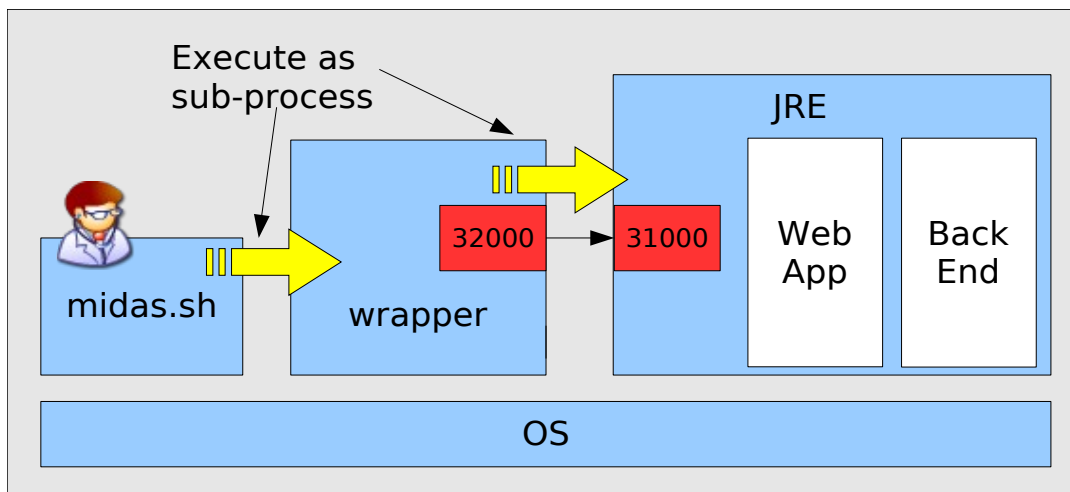 Execute as
sub-process
JRE
midas.sh
wrapper
32000
31000
Web
App
Back
End
OS